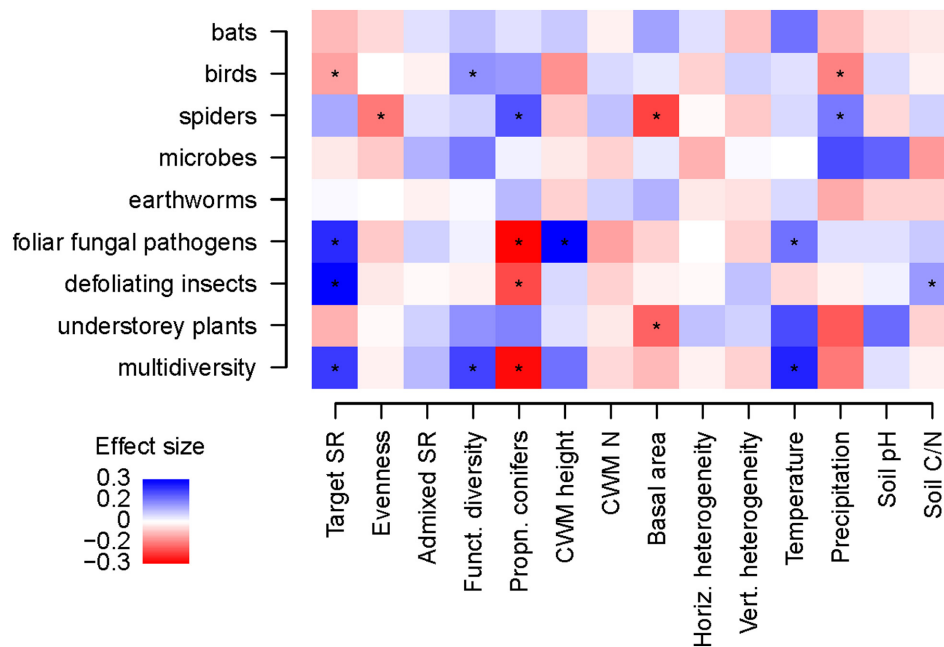 bats
birds
* * *
spiders
* * * *
microbes
earthworms
foliar fungal pathogens
* * * *
defoliating insects
* * *
understorey plants
*
multidiversity
* * * *
Target SR
Evenness
Admixed SR
Funct. diversity
Propn. conifers
CWM height
CWM N
Basal area
Horiz. heterogeneity
Vert. heterogeneity
Temperature
Precipitation
Soil pH
Soil C/N
Effect size
0.3
0.2
0
−0.2
−0.3